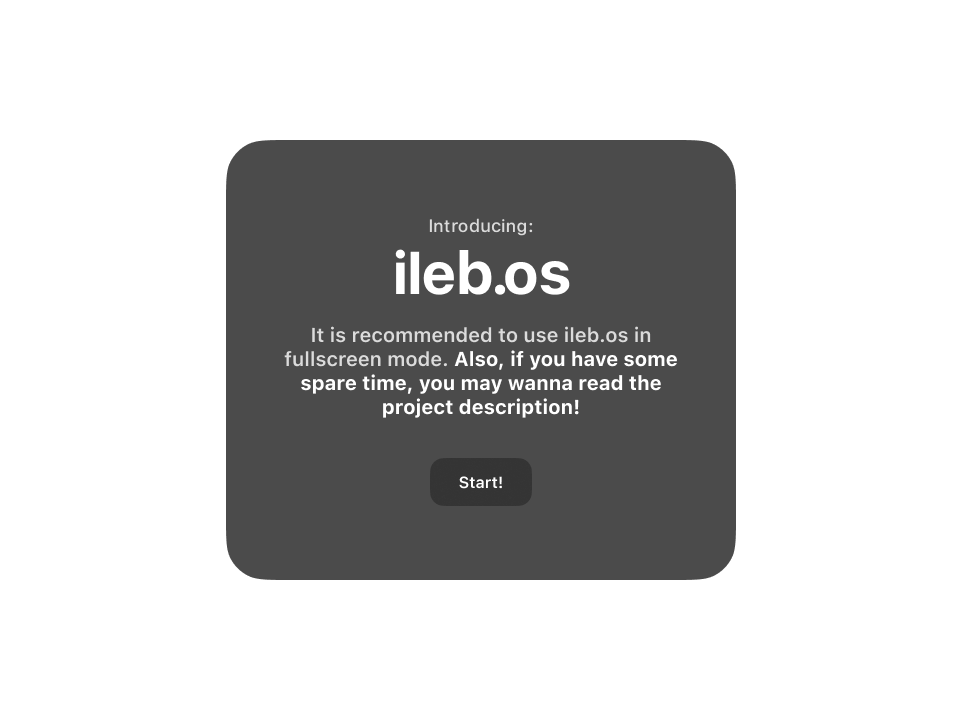 Introducing:
ileb.os
It is recommended to use ileb.os in
fullscreen mode. Also, if you have some
spare time, you may wanna read the
project description!
Start!